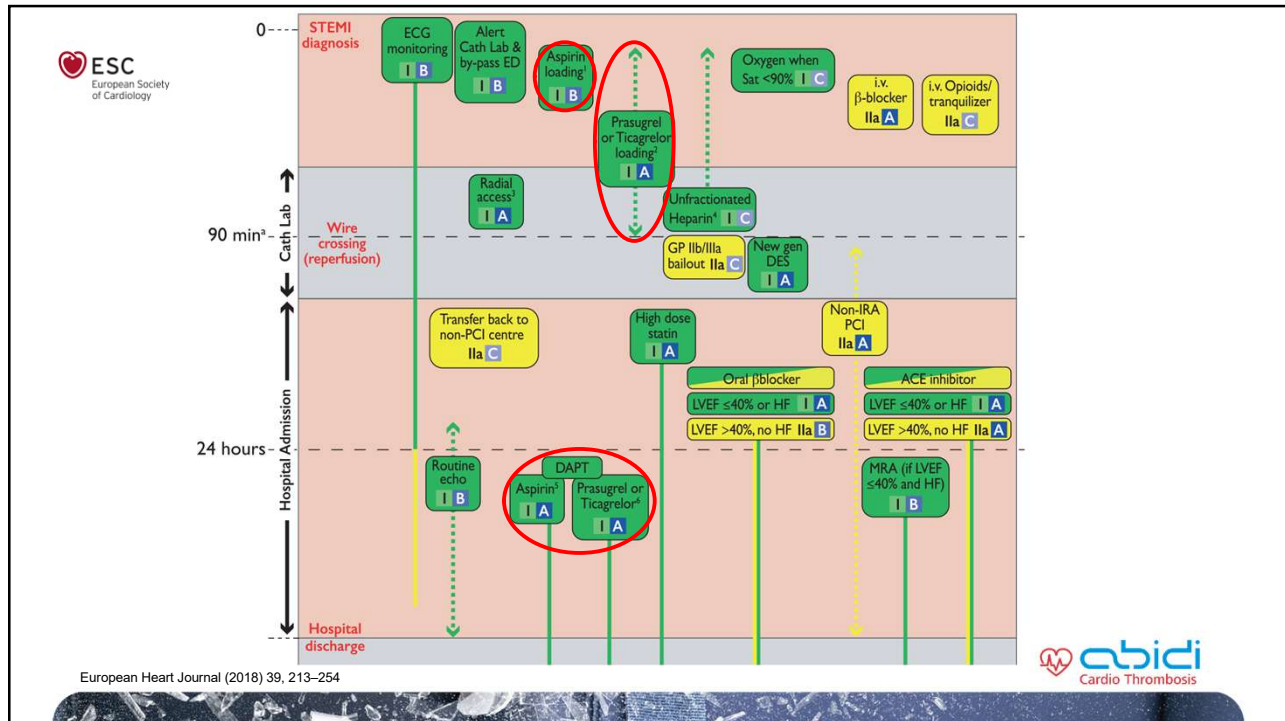 ESC
European Society
of Cardiology
0
STEMI
diagnosis
ECG
monitoring
I B
Alert
Cath Lab &
by-pass ED
I B
Aspirin
loading¹
I B
Prasugrel
or Ticagrelor
loading²
I A
Oxygen when
Sat <90% I C
i.v.
β-blocker
IIa A
i.v. Opioids/
tranquilizer
IIa C
Cath Lab
90 minᵃ
Wire
crossing
(reperfusion)
Radial
access³
I A
Unfractionated
Heparin⁴ I C
GP IIb/IIIa
bailout IIa C
New gen
DES
I A
Hospital Admission
24 hours
Transfer back to
non-PCI centre
IIa C
High dose
statin
I A
Non-IRA
PCI
IIa A
Oral βblocker
LVEF ≤40% or HF I A
LVEF >40%, no HF IIa B
ACE inhibitor
LVEF ≤40% or HF I A
LVEF >40%, no HF IIa A
Routine
echo
I B
DAPT
Aspirin⁵
I A
Prasugrel or
Ticagrelor⁶
I A
MRA (if LVEF
≤40% and HF)
I B
Hospital
discharge
European Heart Journal (2018) 39, 213–254
abidi
Cardio Thrombosis